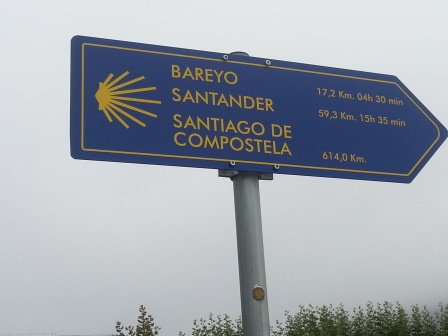 BAREYO 17,2 Km. 04h 30 min
SANTANDER 59,3 Km. 15h 35 min
SANTIAGO DE
COMPOSTELA 614,0 Km.